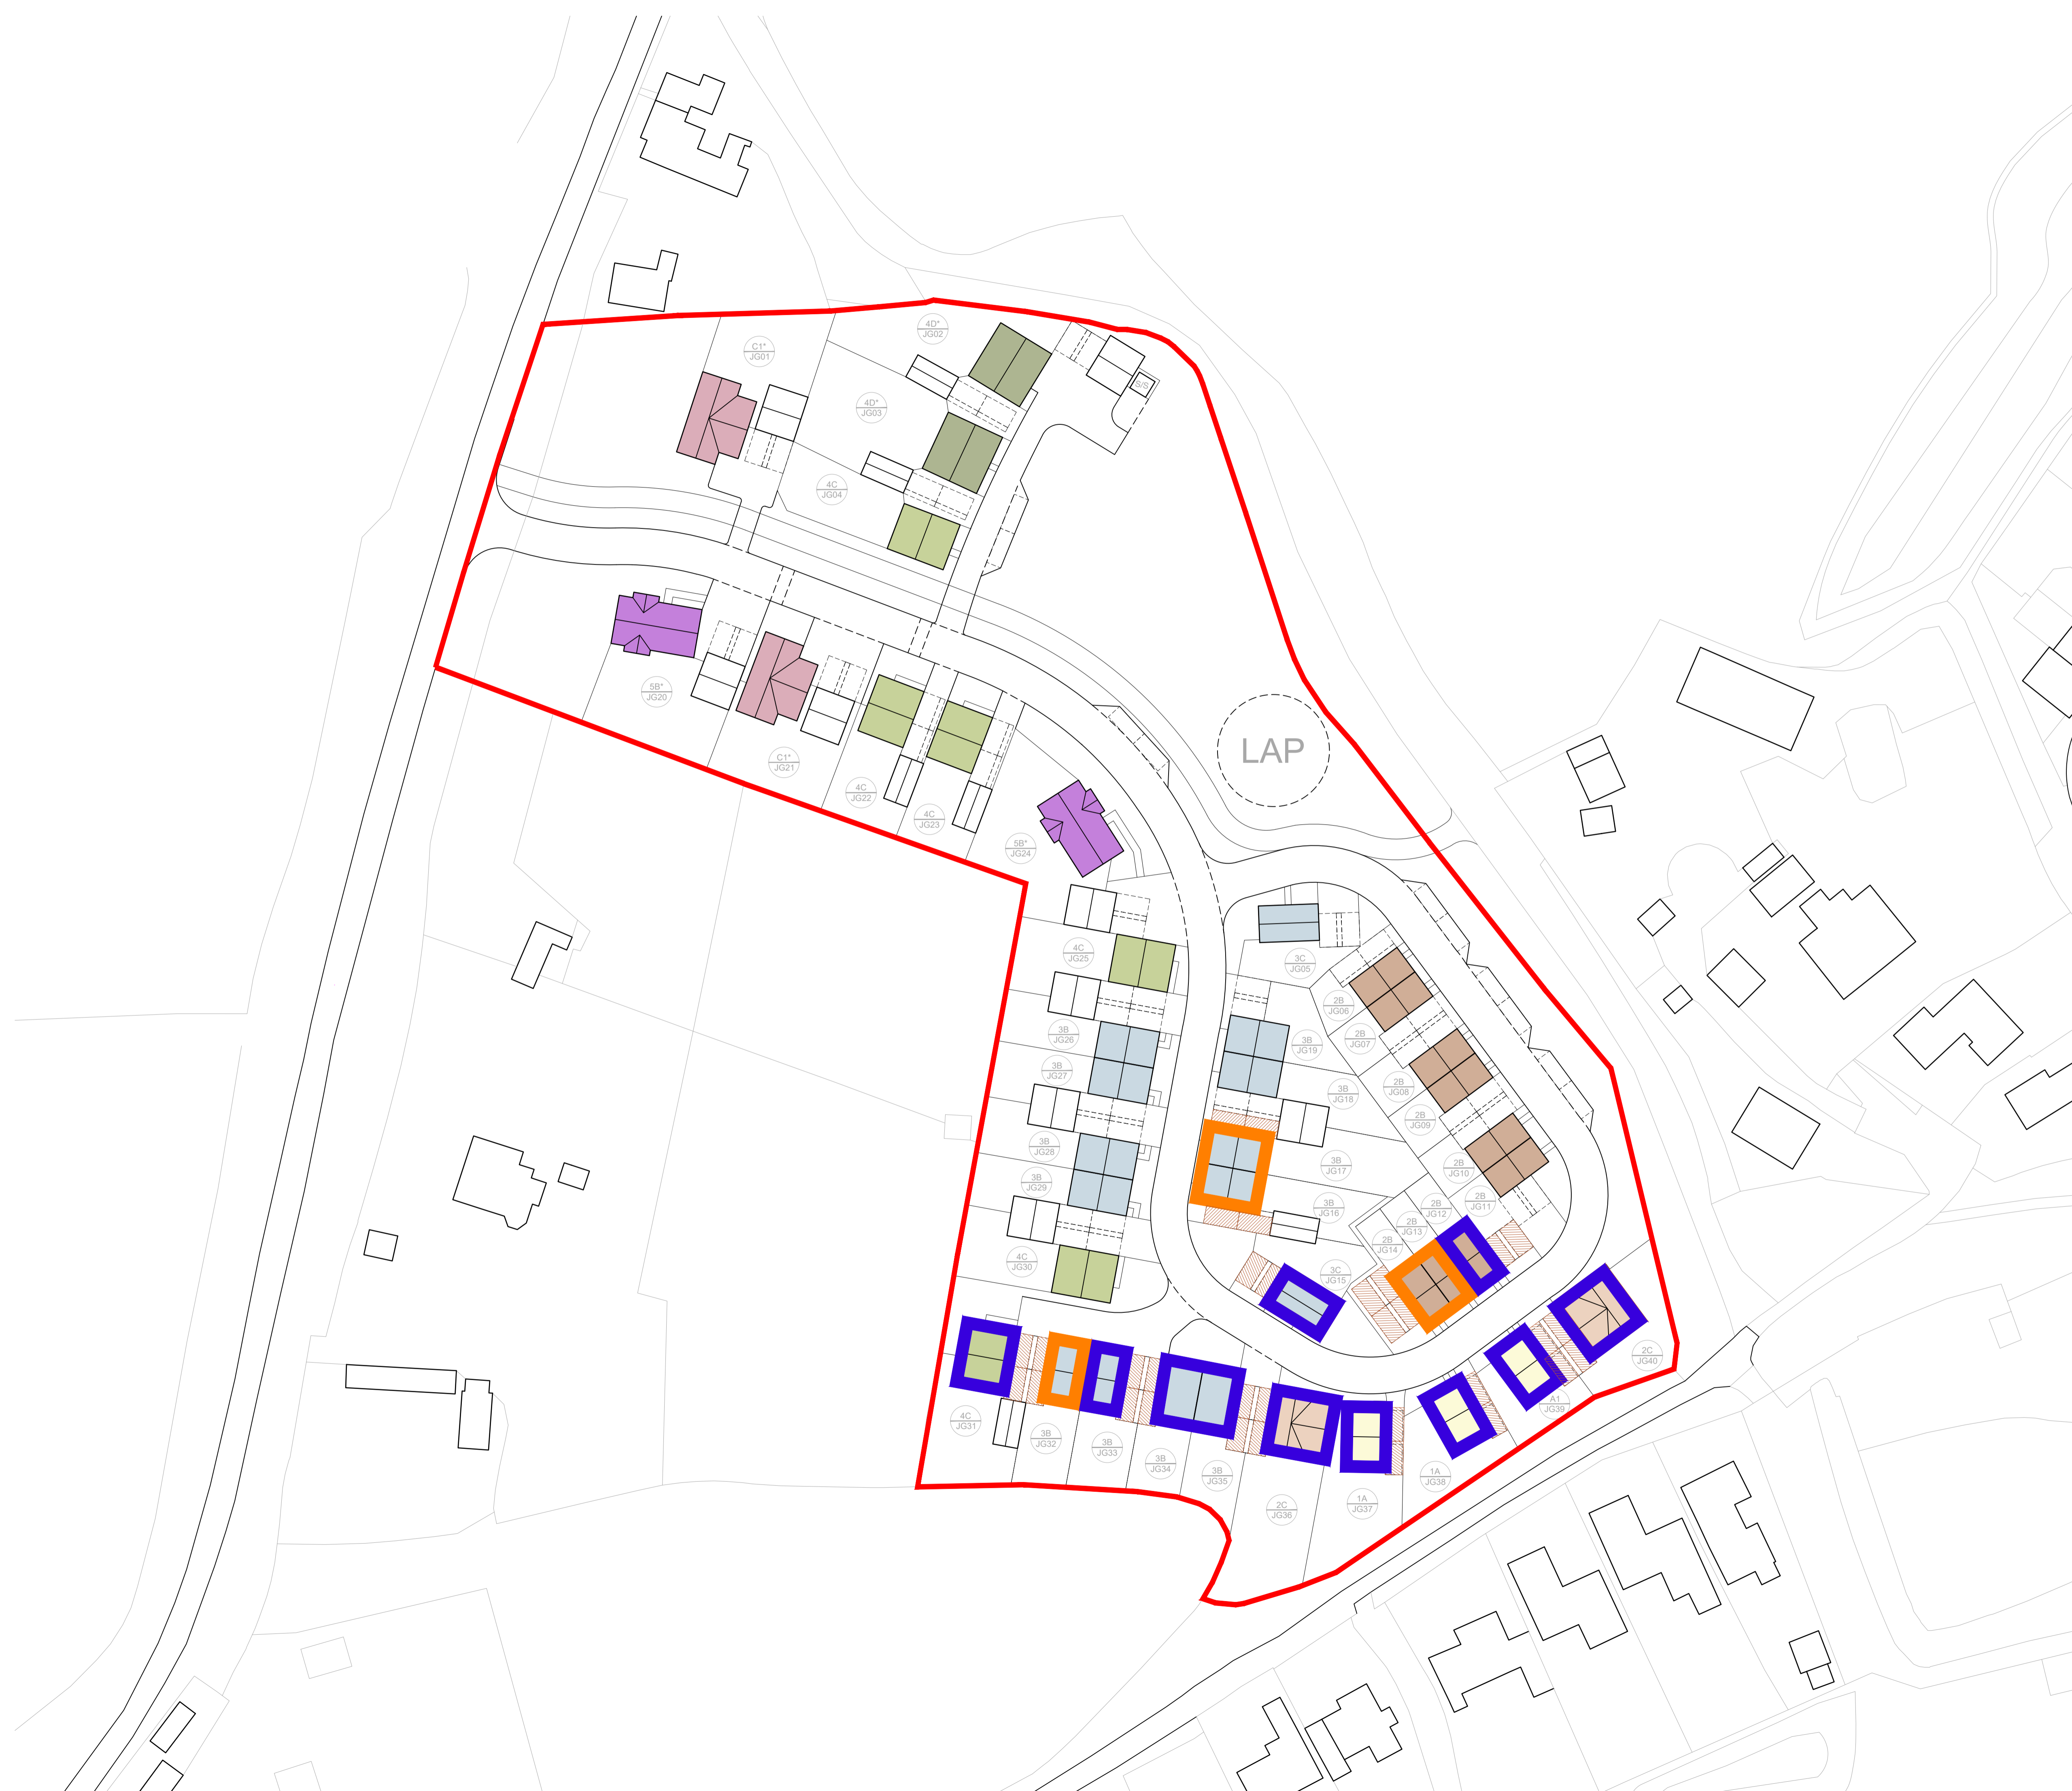 4D*
JG02
C1*
JG01
S/S
4D*
JG03
4C
JG04
5B*
JG20
C1*
JG21
4C
JG22
4C
JG23
LAP
5B*
JG24
4C
JG25
3C
JG05
2B
JG06
3B
JG26
2B
JG07
3B
JG19
3B
JG27
2B
JG08
3B
JG18
2B
JG09
3B
JG28
3B
JG17
2B
JG10
3B
JG29
2B
JG11
2B
JG12
3B
JG16
2B
JG13
2B
JG14
4C
JG30
3C
JG15
2C
JG40
A1
JG39
4C
JG31
3B
JG32
3B
JG33
3B
JG34
3B
JG35
1A
JG38
1A
JG37
2C
JG36